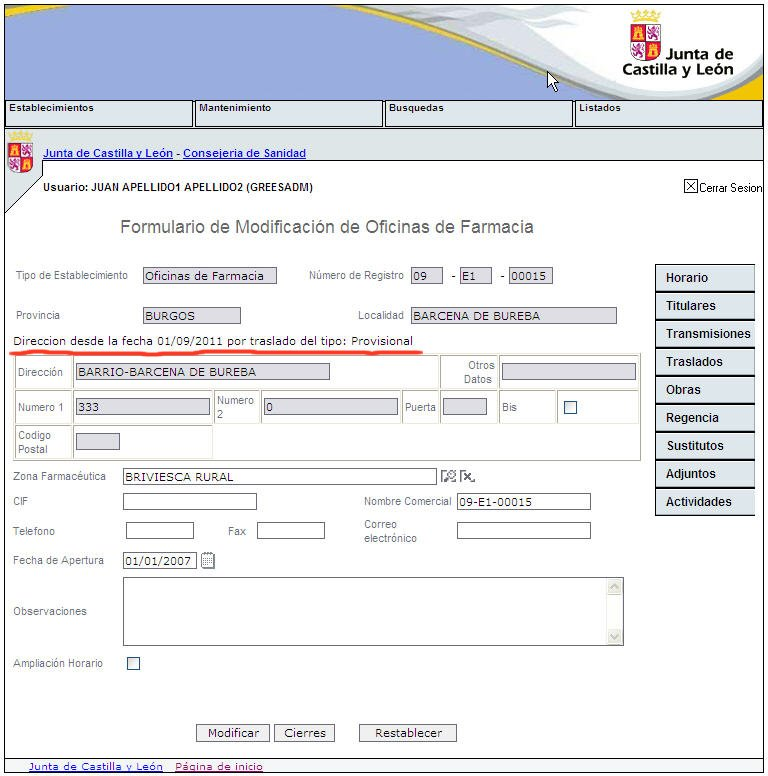 Junta de
Castilla y León
Establecimientos
Mantenimiento
Busquedas
Listados
Junta de Castilla y León - Consejeria de Sanidad
Usuario: JUAN APELLIDO1 APELLIDO2 (GREESADM)
Cerrar Sesion
Formulario de Modificación de Oficinas de Farmacia
Tipo de Establecimiento Oficinas de Farmacia Número de Registro 09 - E1 - 00015
Provincia BURGOS Localidad BARCENA DE BUREBA
Direccion desde la fecha 01/09/2011 por traslado del tipo: Provisional
Dirección BARRIO-BARCENA DE BUREBA Otros
Datos
Numero 1 333 Numero
2 0 Puerta Bis
Codigo
Postal
Zona Farmacéutica BRIVIESCA RURAL
CIF Nombre Comercial 09-E1-00015
Telefono Fax Correo
electrónico
Fecha de Apertura 01/01/2007
Observaciones
Ampliación Horario
Modificar Cierres Restablecer
Horario
Titulares
Transmisiones
Traslados
Obras
Regencia
Sustitutos
Adjuntos
Actividades
Junta de Castilla y León Página de inicio